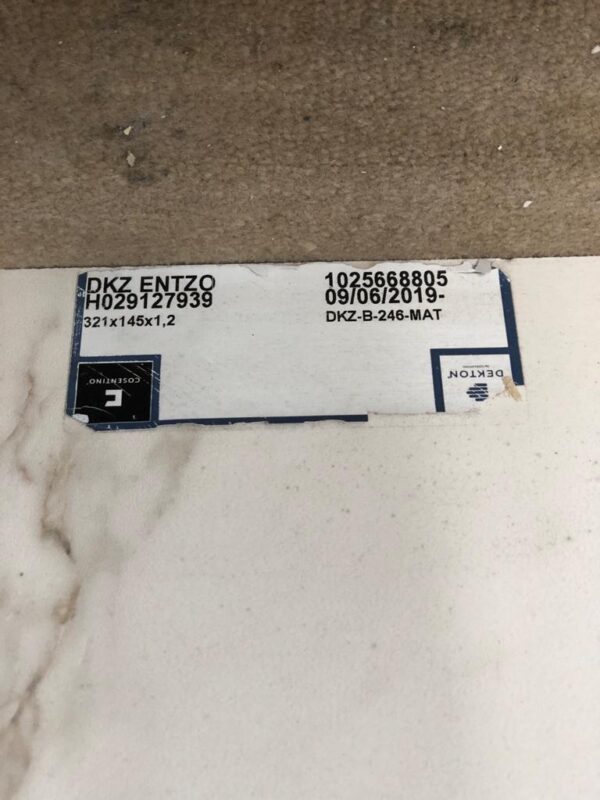 DKZ ENTZO
H029127939
321x145x1,2
1025668805
09/06/2019-
DKZ-B-246-MAT
COSENTINO®
DEKTON®